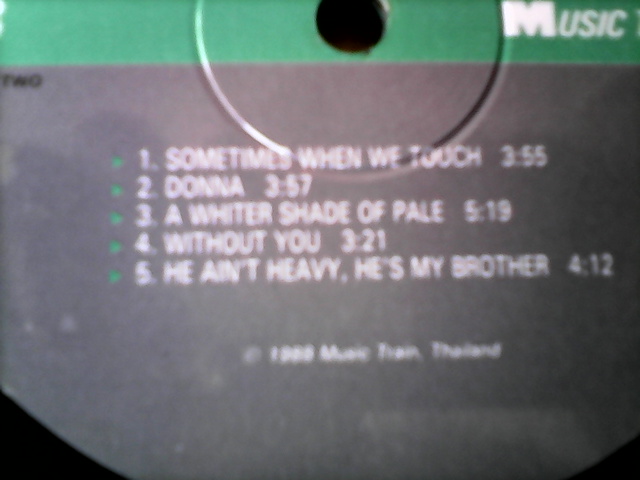 MUSIC
TWO
1. SOMETIMES WHEN WE TOUCH 3:55
2. DONNA 3:57
3. A WHITER SHADE OF PALE 5:19
4. WITHOUT YOU 3:21
5. HE AIN'T HEAVY, HE'S MY BROTHER 4:12
© 1988 Music Train, Thailand